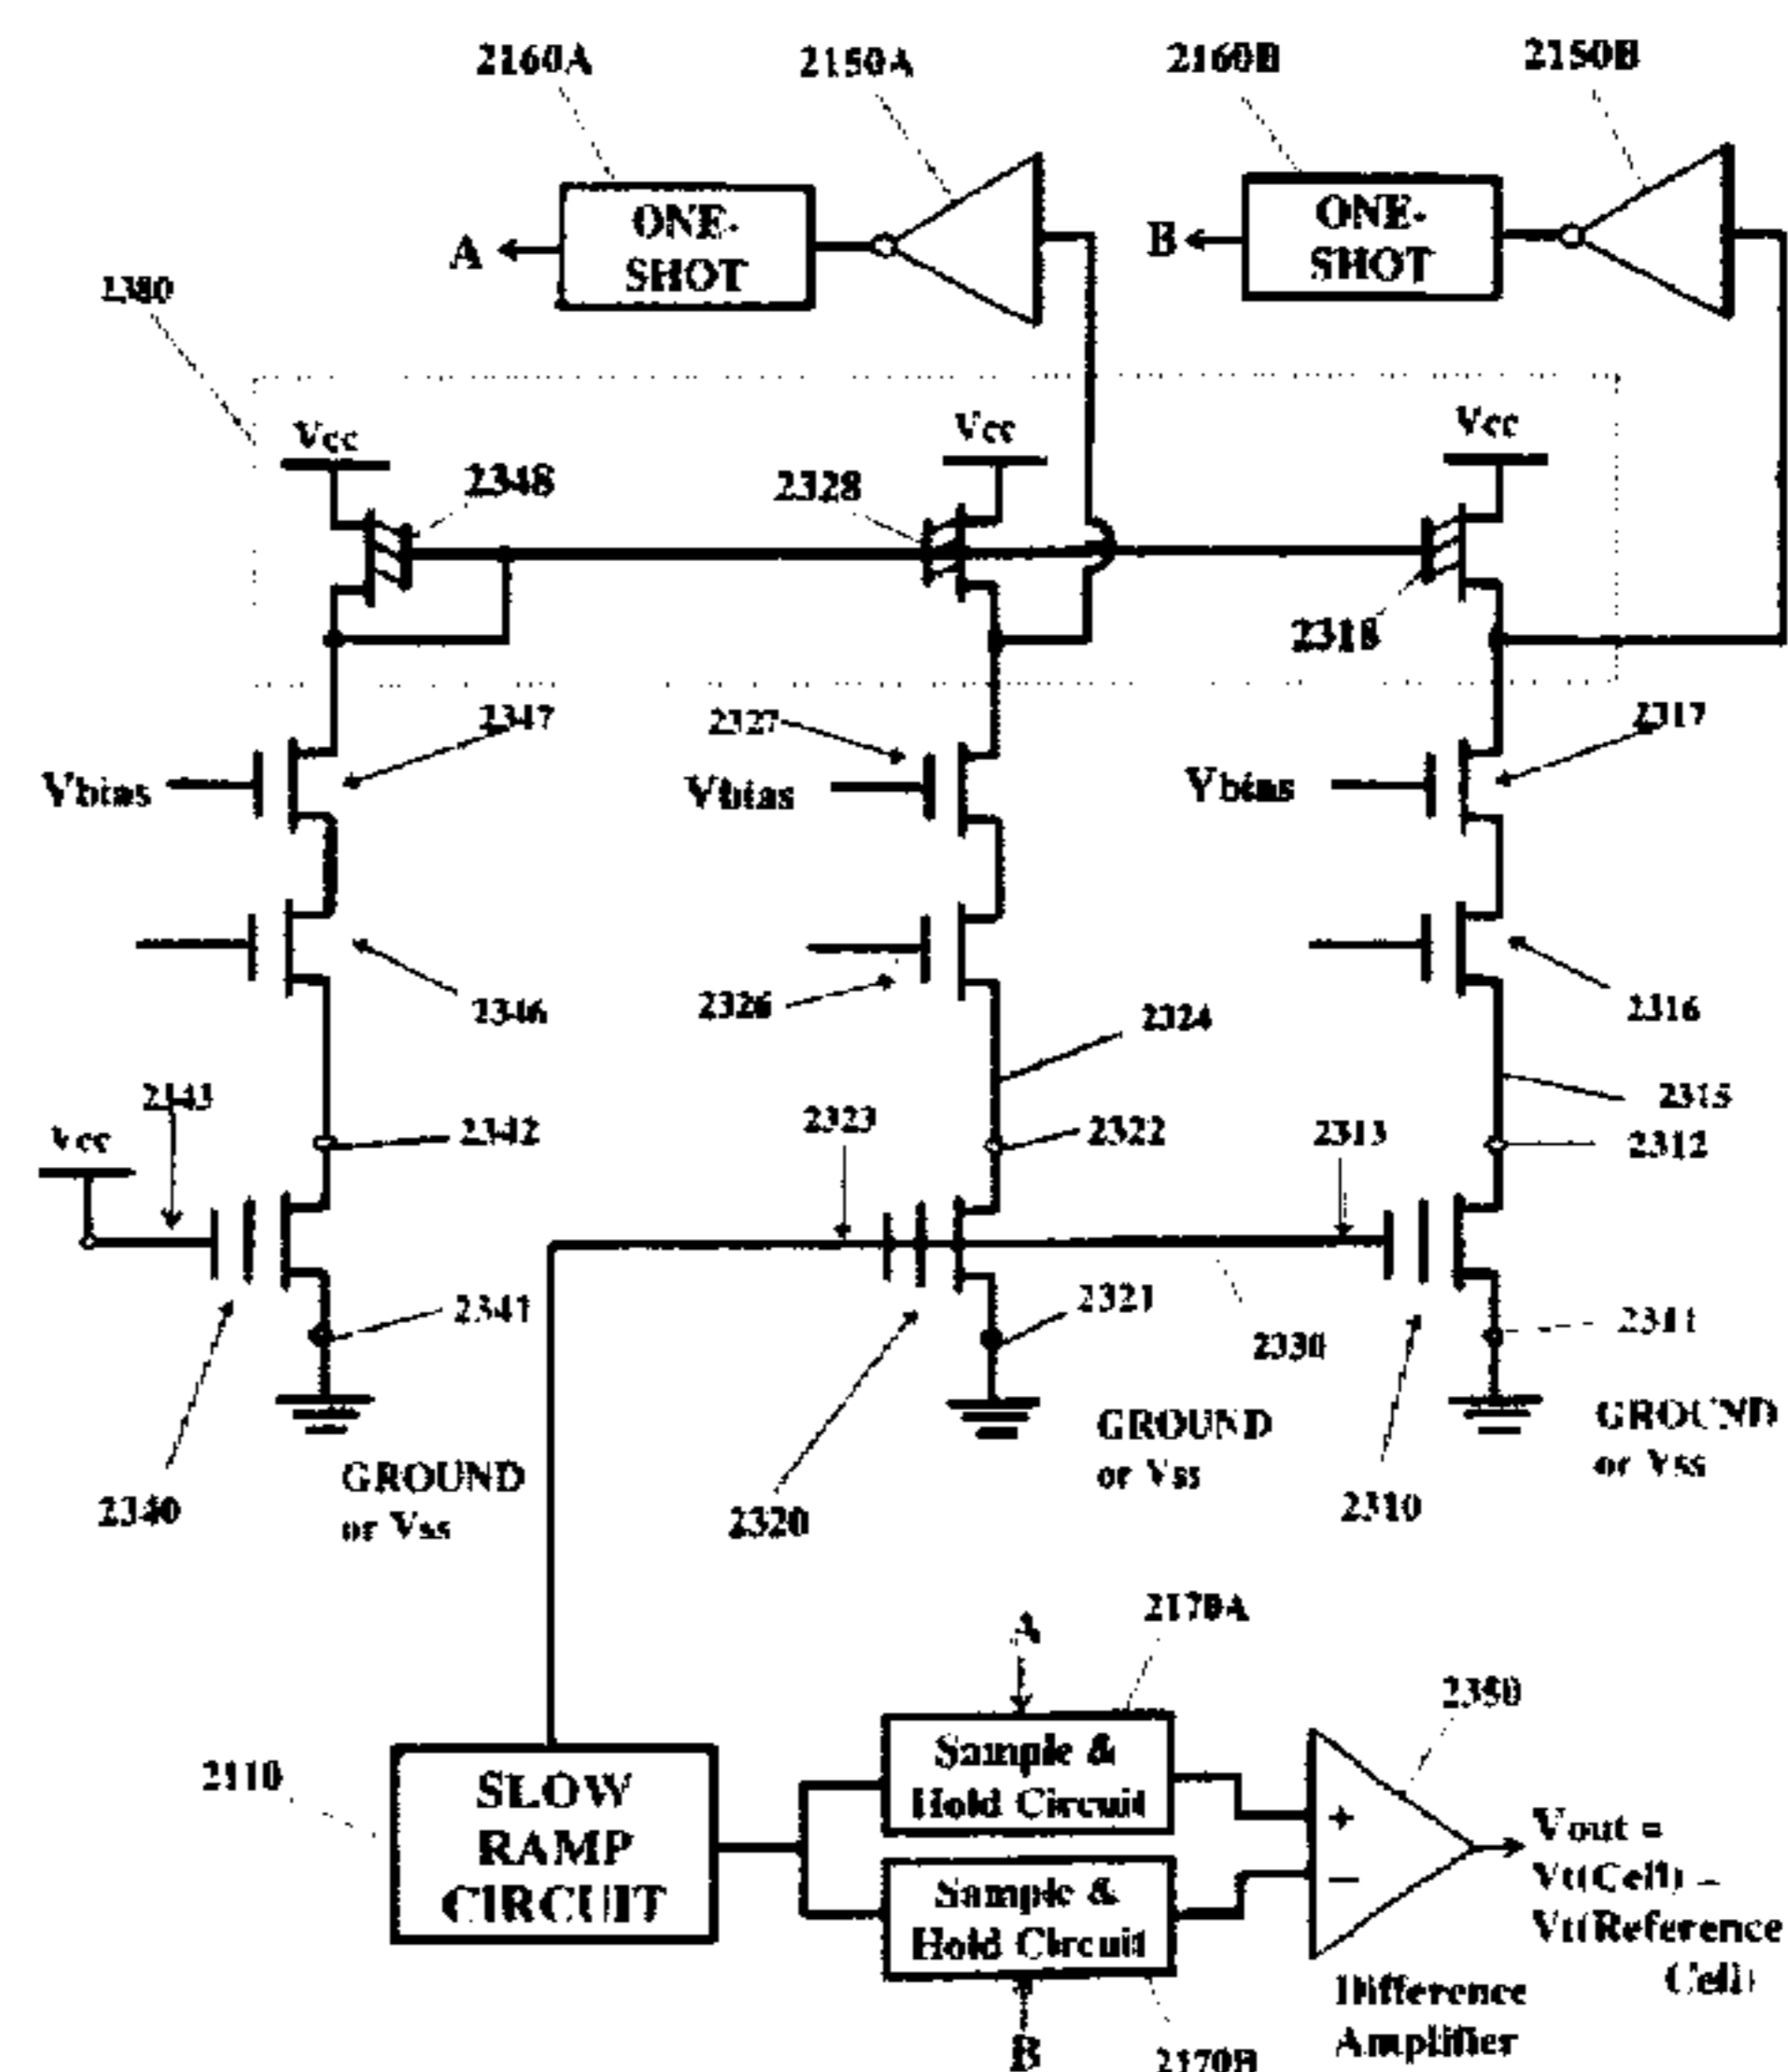 2160A
2150A
2160B
2150B
ONE-
SHOT
ONE-
SHOT
A
B
2380
Vcc
Vcc
Vcc
2348
2328
2318
2347
2327
2317
Vbias
Vbias
Vbias
2346
2326
2316
2324
2315
2343
2342
2323
2322
2313
2312
Vcc
2341
2321
2311
2330
GROUND
or Vss
GROUND
or Vss
GROUND
or Vss
2340
2320
2310
A
2170A
2350
2110
SLOW
RAMP
CIRCUIT
Sample &
Hold Circuit
Sample &
Hold Circuit
+
−
Vout =
Vt(Cell) –
Vt(Reference
Cell)
Difference
Amplifier
B
2170B